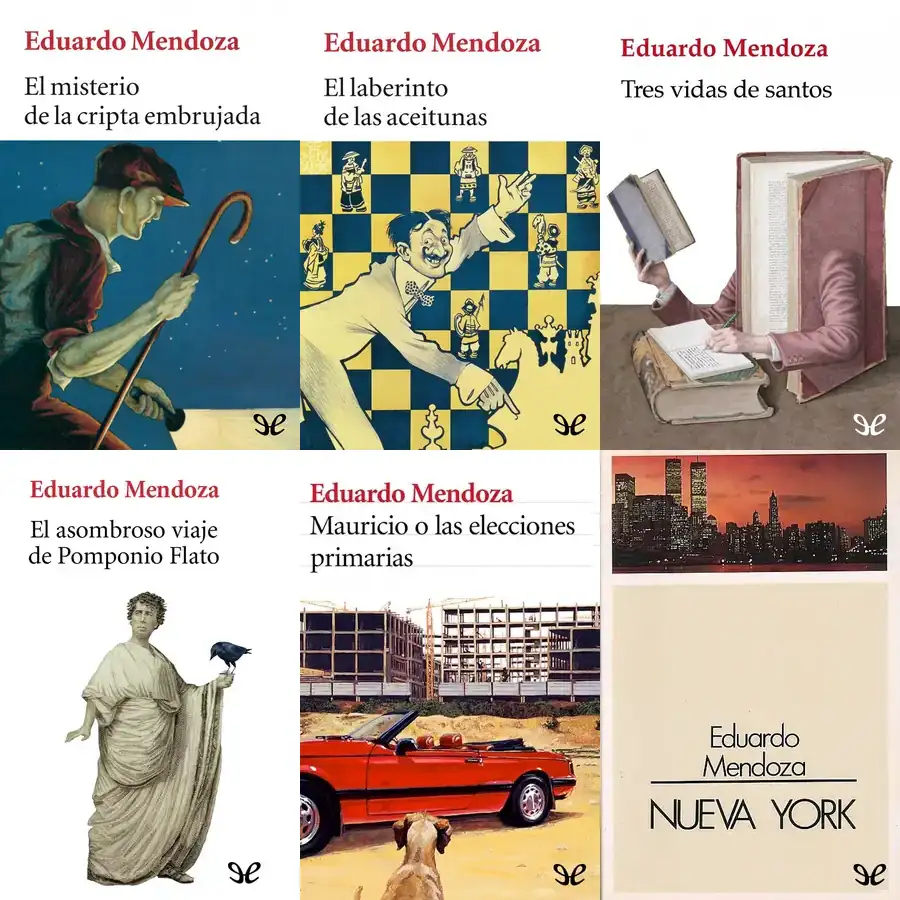 Eduardo Mendoza
El misterio
de la cripta embrujada
Eduardo Mendoza
El laberinto
de las aceitunas
Eduardo Mendoza
Tres vidas de santos
Eduardo Mendoza
El asombroso viaje
de Pomponio Flato
Eduardo Mendoza
Mauricio o las elecciones
primarias
Eduardo
Mendoza
NUEVA YORK